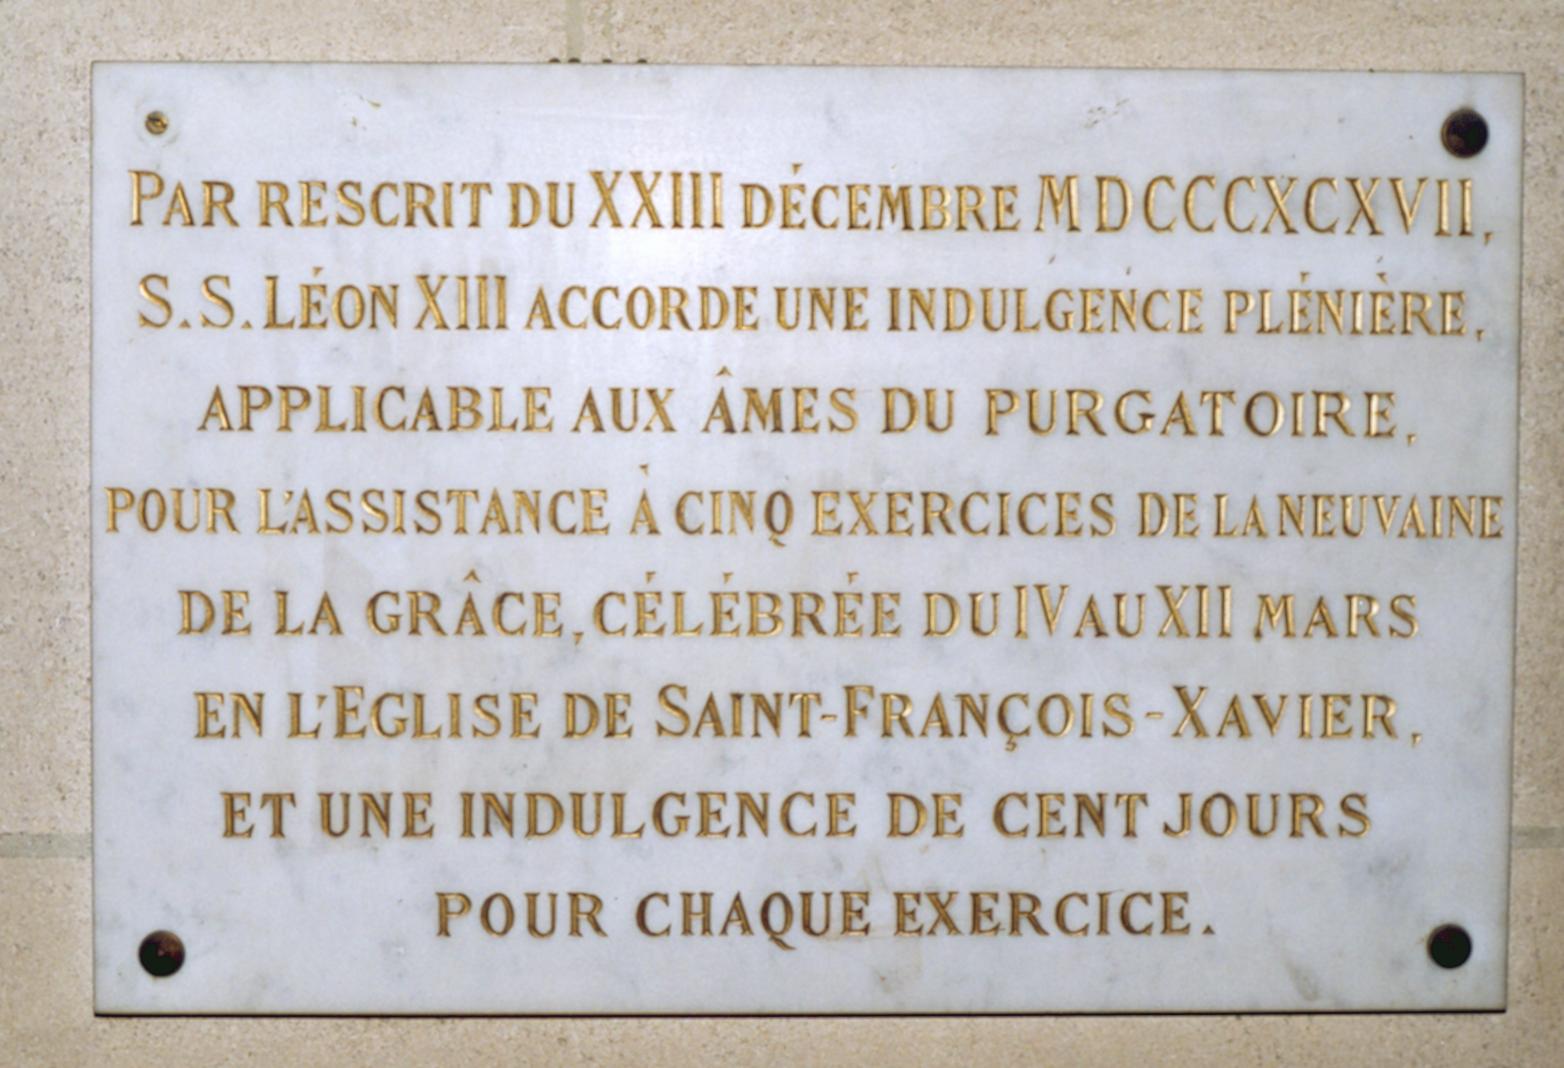 PAR RESCRIT DU XXIII DÉCEMBRE MDCCCXCXVII,
S.S. LÉON XIII ACCORDE UNE INDULGENCE PLÉNIÈRE,
APPLICABLE AUX ÂMES DU PURGATOIRE,
POUR L'ASSISTANCE À CINQ EXERCICES DE LA NEUVAINE
DE LA GRÂCE, CÉLÉBRÉE DU IV AU XII MARS
EN L'EGLISE DE SAINT-FRANÇOIS-XAVIER,
ET UNE INDULGENCE DE CENT JOURS
POUR CHAQUE EXERCICE.